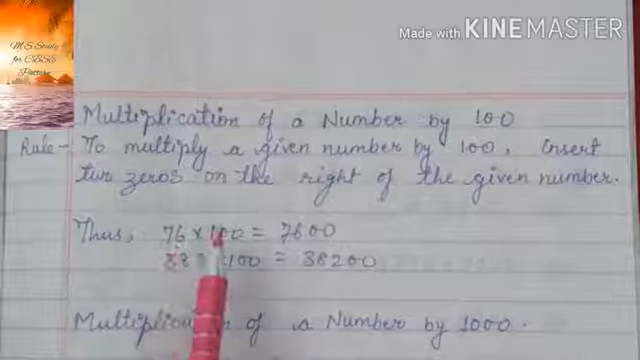 M.S Study
for CBSE
Pattern
Made with KINEMASTER
Multiplication of a Number by 100
Rule- To multiply a given number by 100, insert
two zeros on the right of the given number.
Thus, 76 × 100 = 7600
100 = 38200
of a Number by 1000.